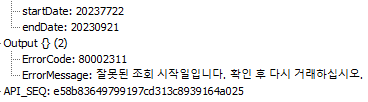 startDate: 20237722
endDate: 20230921
Output {} (2)
ErrorCode: 80002311
ErrorMessage: 잘못된 조회 시작일입니다. 확인 후 다시 거래하십시오.
API_SEQ: e58b83649799197cd313c8939164a025